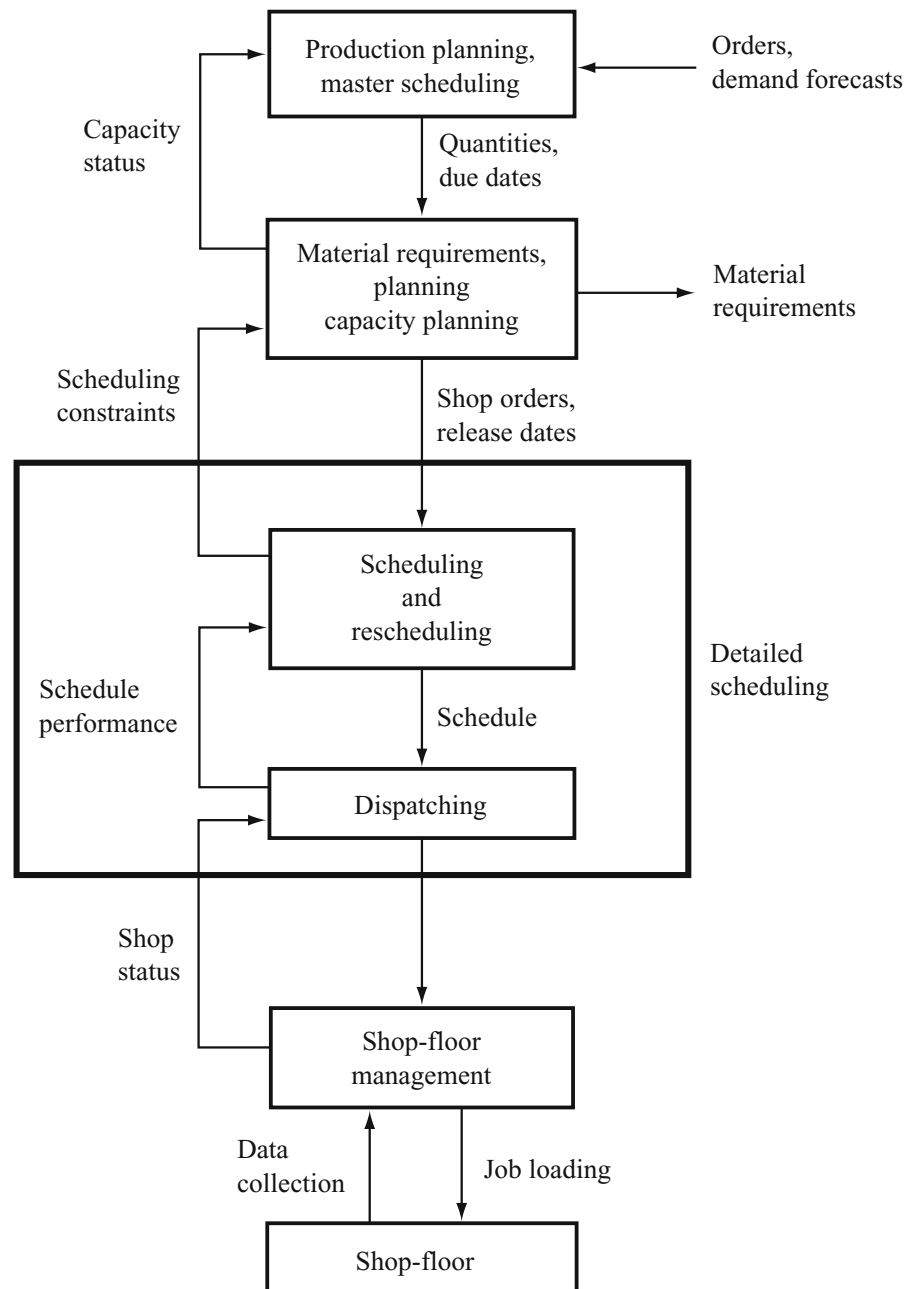 Production planning,
master scheduling
Orders,
demand forecasts
Capacity
status
Quantities,
due dates
Material requirements,
planning
capacity planning
Material
requirements
Scheduling
constraints
Shop orders,
release dates
Scheduling
and
rescheduling
Detailed
scheduling
Schedule
performance
Schedule
Dispatching
Shop
status
Shop-floor
management
Data
collection
Job loading
Shop-floor